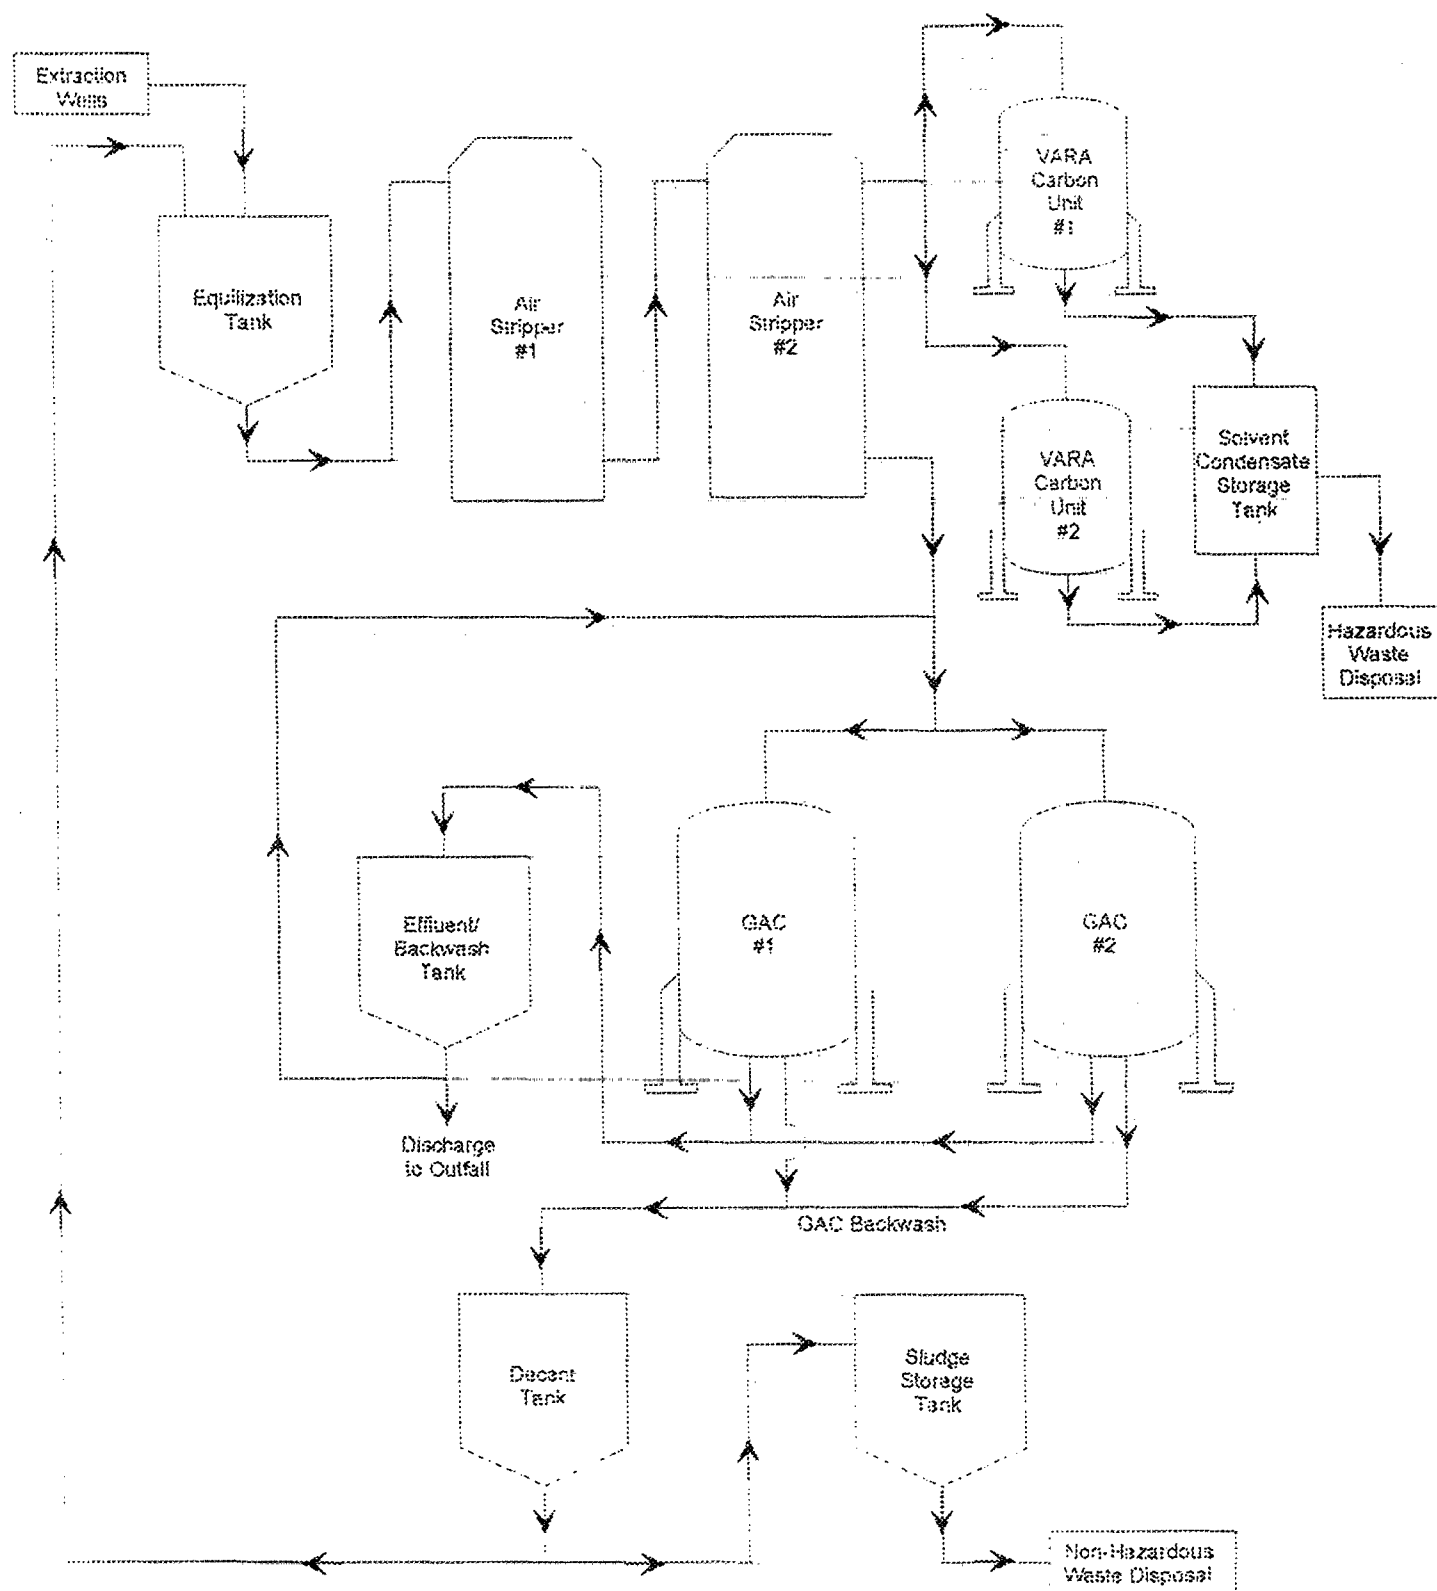 Extraction
Wells
VARA
Carbon
Unit
#1
Equilization
Tank
Air
Stripper
#1
Air
Stripper
#2
VARA
Carbon
Unit
#2
Solvent
Condensate
Storage
Tank
Hazardous
Waste
Disposal
Effluent/
Backwash
Tank
GAC
#1
GAC
#2
Discharge
to Outfall
GAC Backwash
Decant
Tank
Sludge
Storage
Tank
Non-Hazardous
Waste Disposal